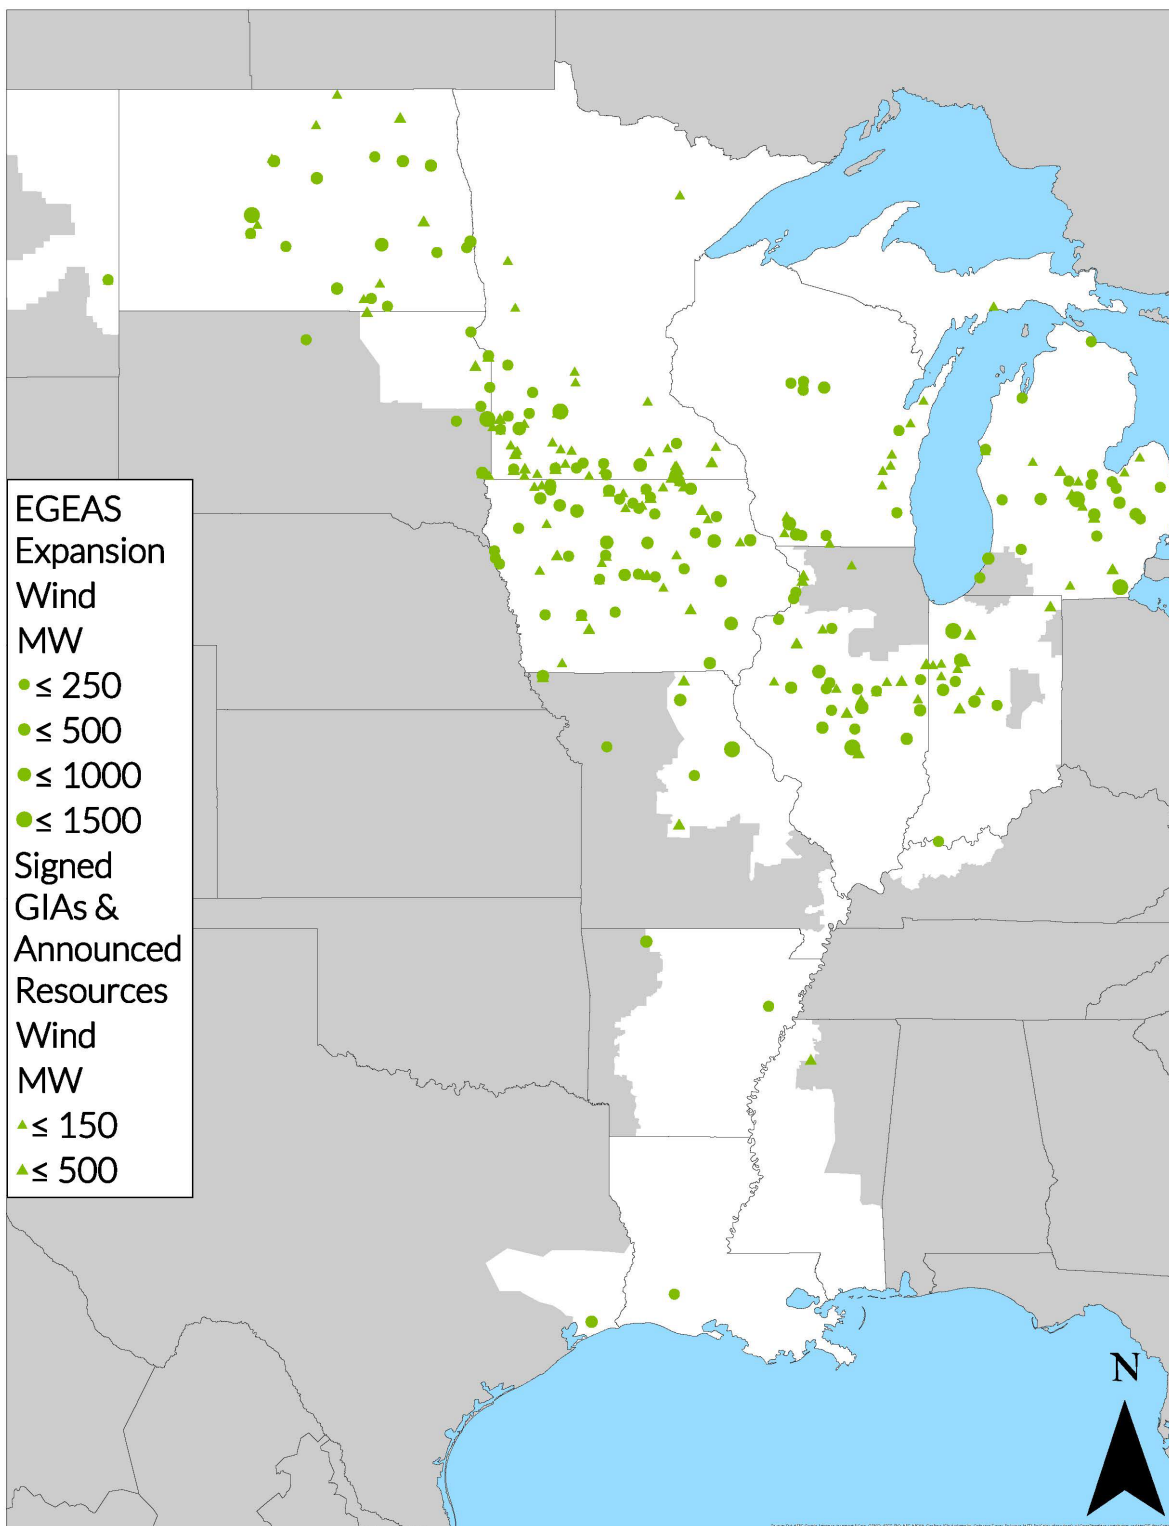 EGEAS
Expansion
Wind
MW
≤ 250
≤ 500
≤ 1000
≤ 1500
Signed
GIAs &
Announced
Resources
Wind
MW
≤ 150
≤ 500
N